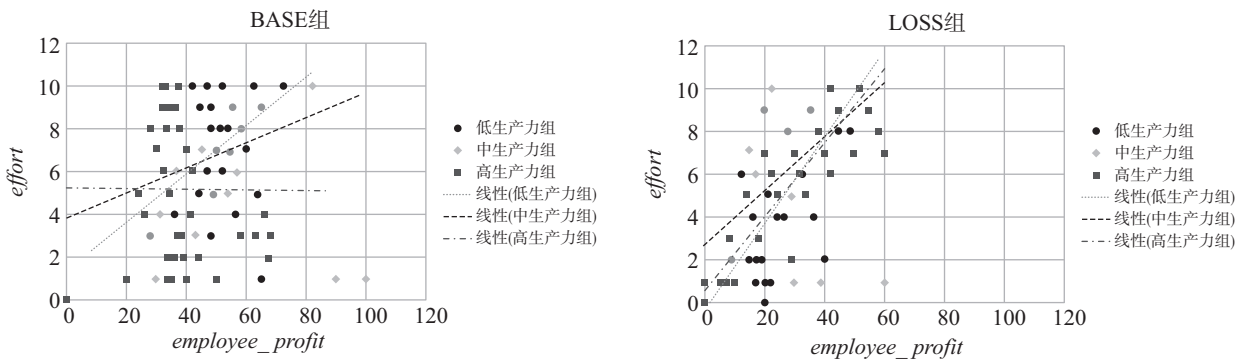 BASE组
12
10
8
6
4
2
0
0 20 40 60 80 100 120
effort
employee_profit
低生产力组
中生产力组
高生产力组
线性(低生产力组)
线性(中生产力组)
线性(高生产力组)
LOSS组
12
10
8
6
4
2
0
0 20 40 60 80 100 120
effort
employee_profit
低生产力组
中生产力组
高生产力组
线性(低生产力组)
线性(中生产力组)
线性(高生产力组)